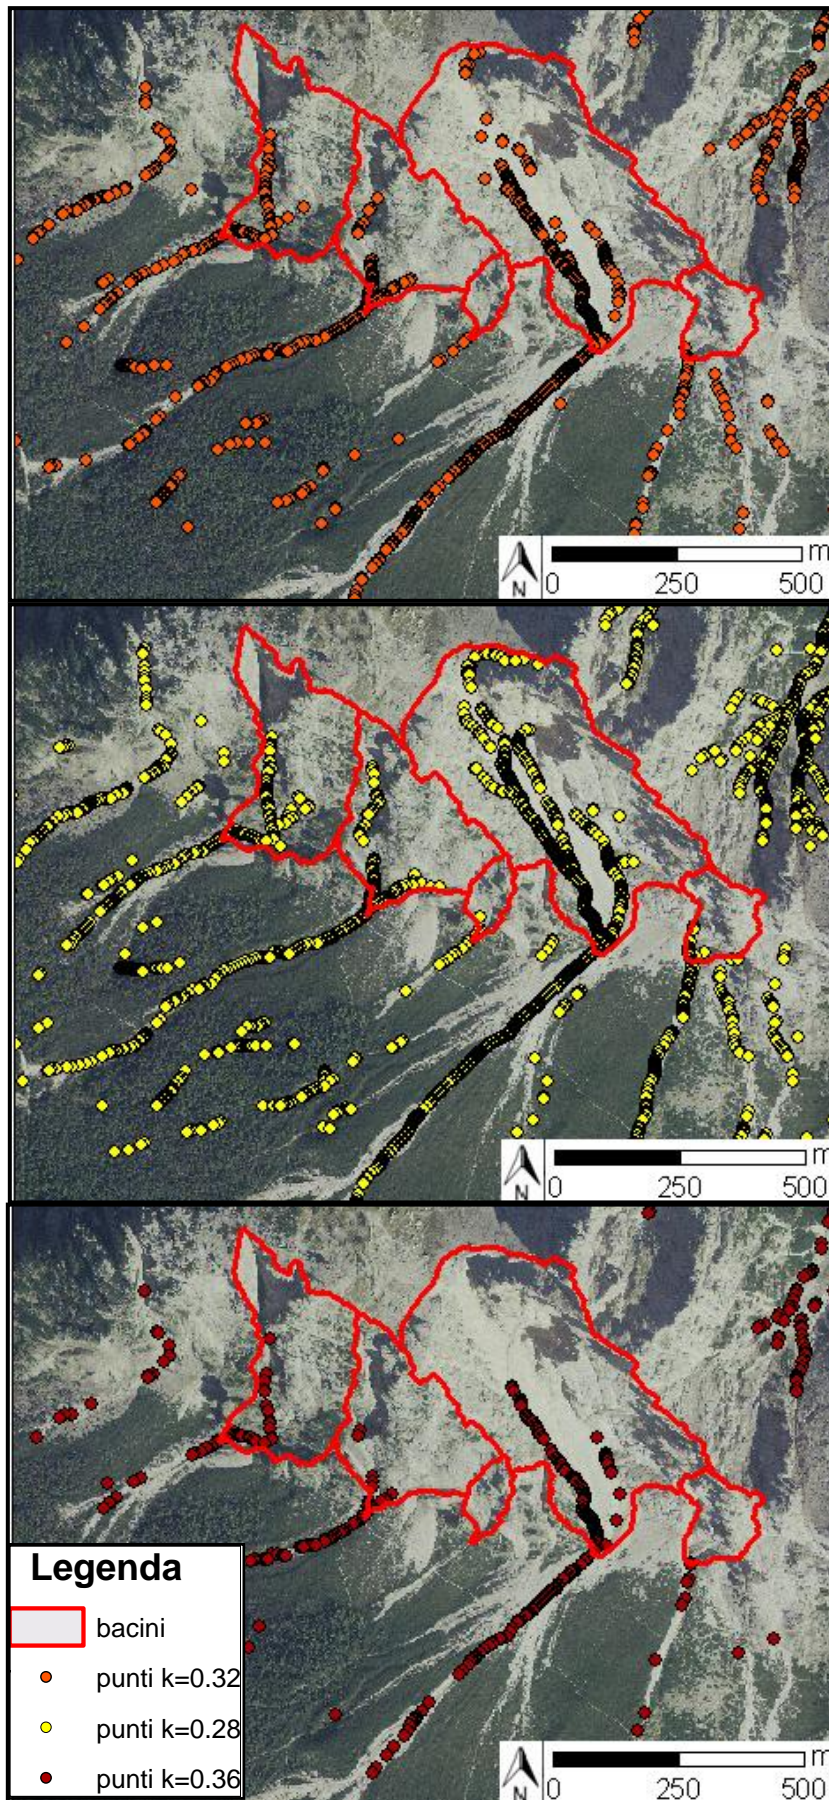 m
N
0 250 500
m
N
0 250 500
Legenda
bacini
punti k=0.32
punti k=0.28
punti k=0.36
m
N
0 250 500